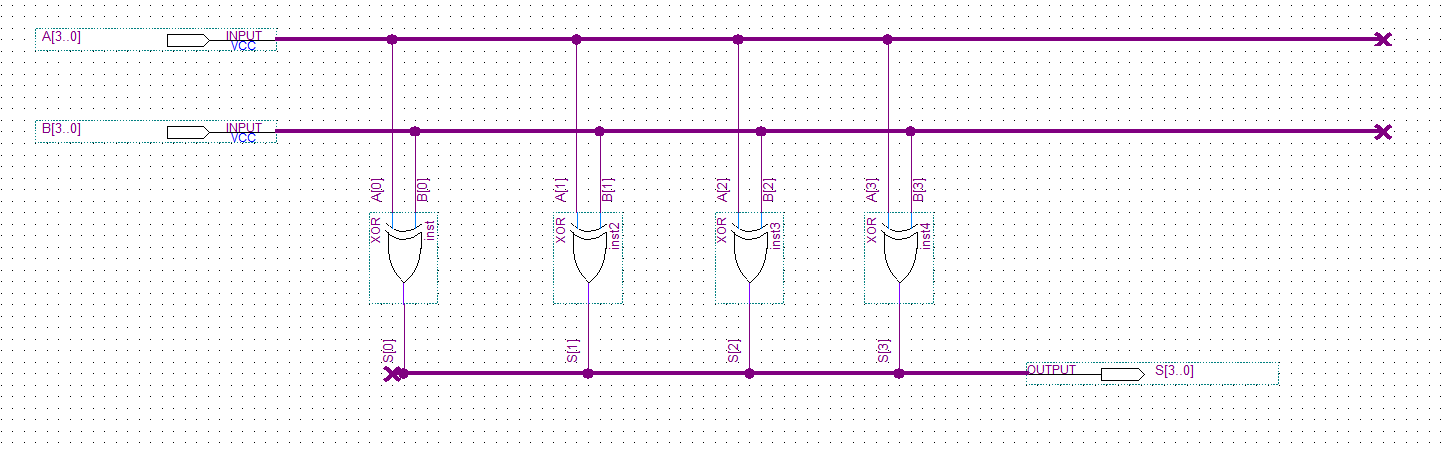 A[3..0]
INPUT
VCC
B[3..0]
INPUT
VCC
A[0]
B[0]
A[1]
B[1]
A[2]
B[2]
A[3]
B[3]
XOR
inst
XOR
inst2
XOR
inst3
XOR
inst4
S[0]
S[1]
S[2]
S[3]
OUTPUT
S[3..0]